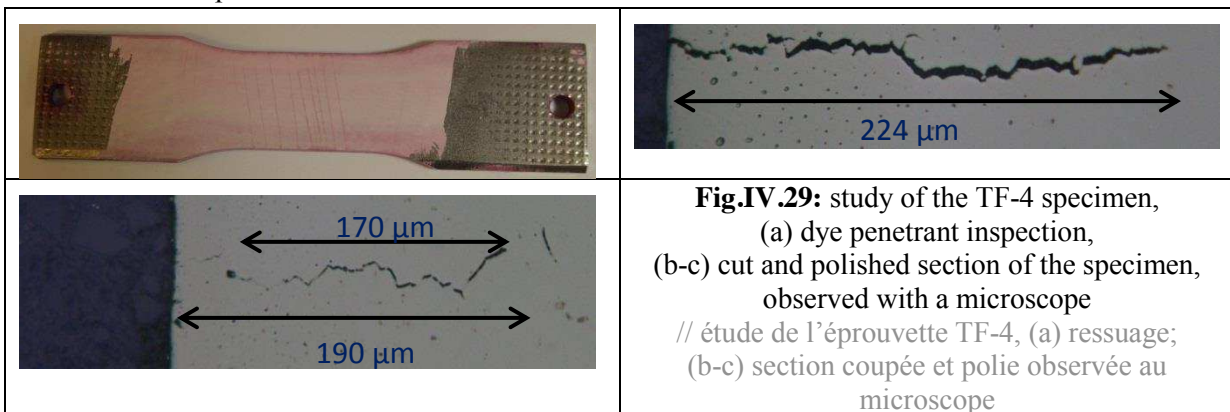 224 µm
170 µm
190 µm
Fig.IV.29: study of the TF-4 specimen,
(a) dye penetrant inspection,
(b-c) cut and polished section of the specimen,
observed with a microscope
// étude de l’éprouvette TF-4, (a) ressuage;
(b-c) section coupée et polie observée au
microscope